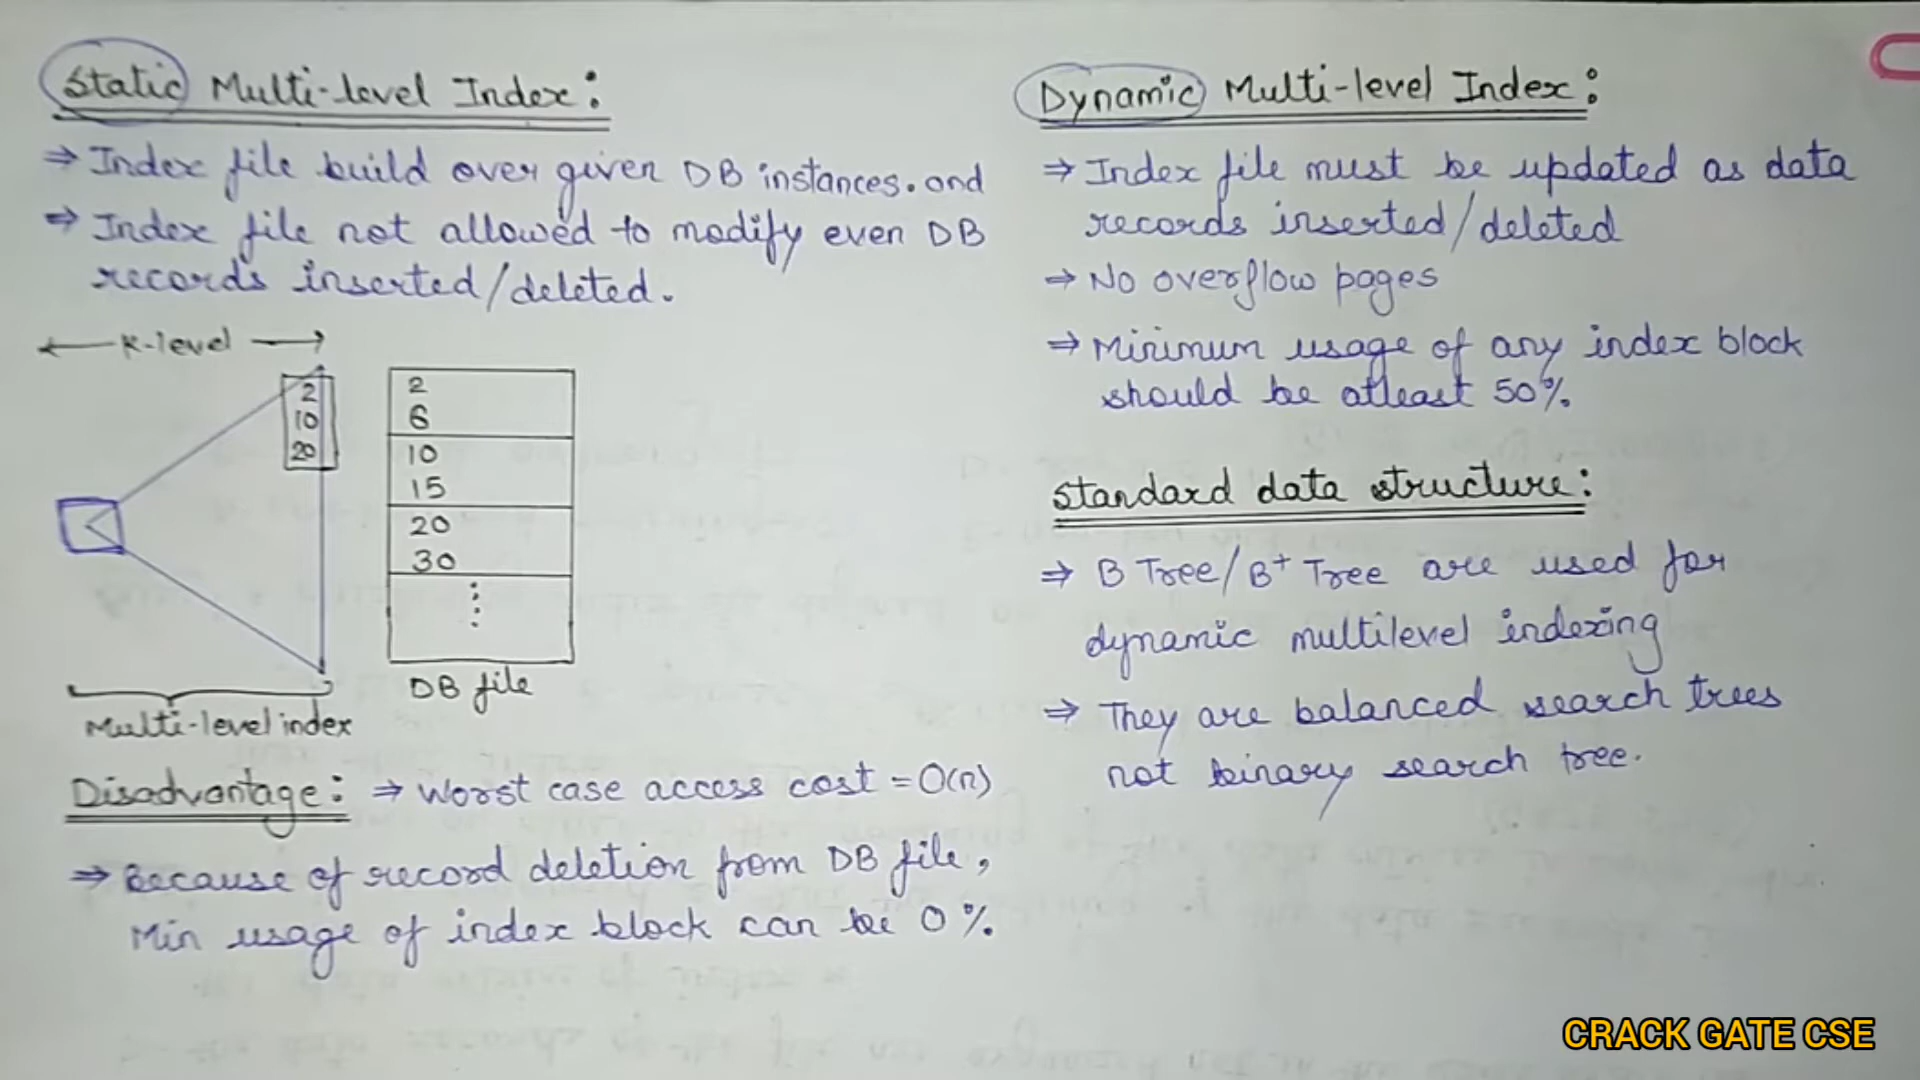 Static Multi-level Index:
⇒ Index file build over given DB instances. and
⇒ Index file not allowed to modify even DB
records inserted/deleted.
← K-level →
2
10
20
2
6
10
15
20
30
DB file
Multi-level index
Disadvantage: ⇒ Worst case access cost = O(n)
⇒ Because of record deletion from DB file,
Min usage of index block can be 0%.
Dynamic Multi-level Index:
⇒ Index file must be updated as data
records inserted/deleted
⇒ No overflow pages
⇒ Minimum usage of any index block
should be atleast 50%.
Standard data structure:
⇒ B Tree/B+ Tree are used for
dynamic multilevel indexing
⇒ They are balanced search trees
not binary search tree.
CRACK GATE CSE